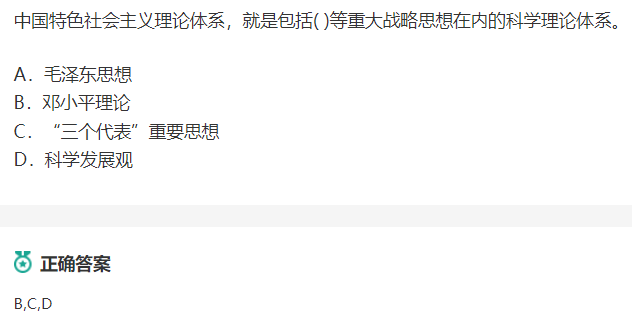 中国特色社会主义理论体系，就是包括( )等重大战略思想在内的科学理论体系。
A．毛泽东思想
B．邓小平理论
C．“三个代表”重要思想
D．科学发展观
正确答案
B,C,D